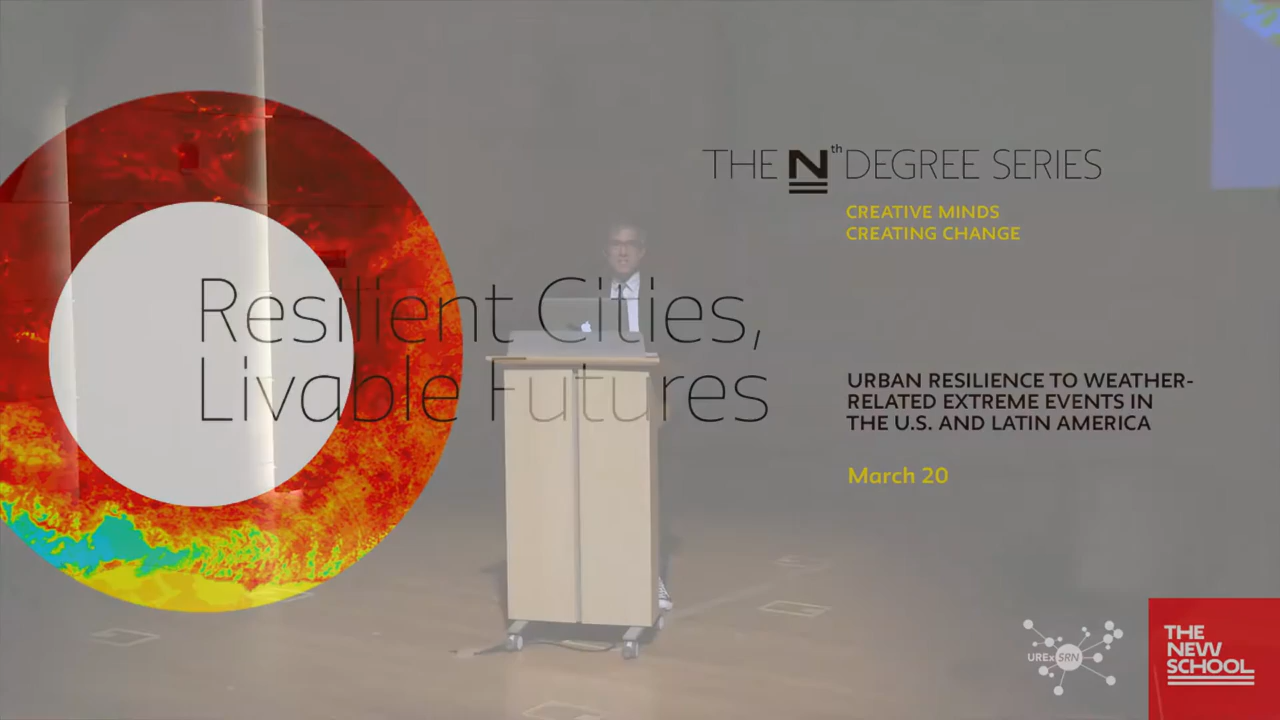 THE Nth DEGREE SERIES
CREATIVE MINDS
CREATING CHANGE
Resilient Cities,
Livable Futures
URBAN RESILIENCE TO WEATHER-
RELATED EXTREME EVENTS IN
THE U.S. AND LATIN AMERICA
March 20
UREx SRN
THE
NEW
SCHOOL